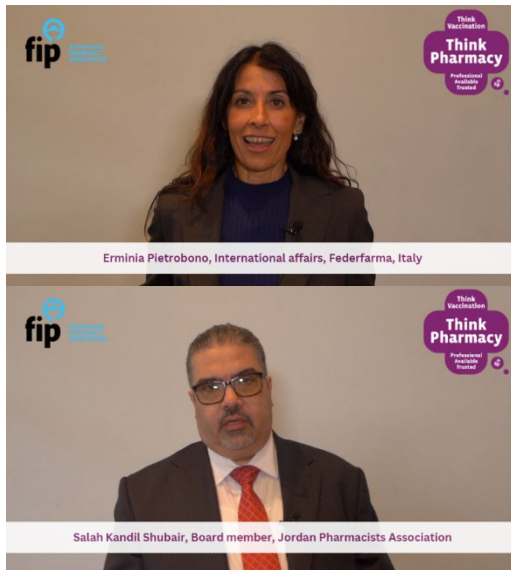 fip
Think
Vaccination
Think
Pharmacy
Professional
Available
Trusted
Erminia Pietrobono, International affairs, Federfarma, Italy
fip
Think
Vaccination
Think
Pharmacy
Professional
Available
Trusted
Salah Kandil Shubair, Board member, Jordan Pharmacists Association